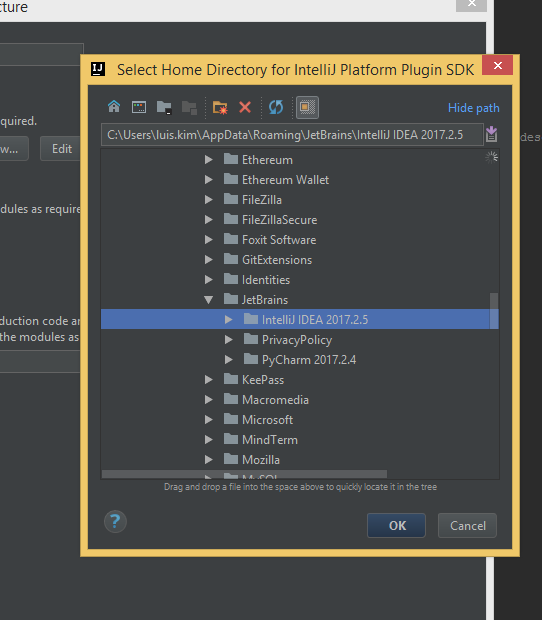 cture
Select Home Directory for IntelliJ Platform Plugin SDK
Hide path
C:\Users\luis.kim\AppData\Roaming\JetBrains\IntelliJ IDEA 2017.2.5
quired.
w...
Edit
dules as require
duction code ar
the modules as
des
Ethereum
Ethereum Wallet
FileZilla
FileZillaSecure
Foxit Software
GitExtensions
Identities
JetBrains
IntelliJ IDEA 2017.2.5
PrivacyPolicy
PyCharm 2017.2.4
KeePass
Macromedia
Microsoft
MindTerm
Mozilla
MySQL
Drag and drop a file into the space above to quickly locate it in the tree
?
OK
Cancel